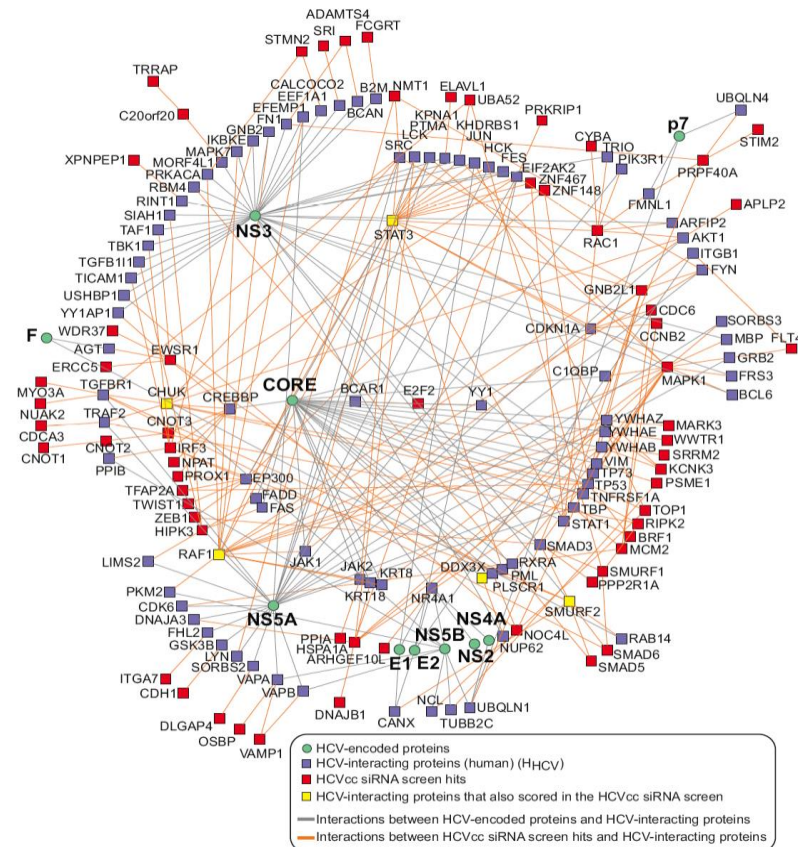 ADAMTS4
SRI
FCGRT
STMN2
TRRAP
CALCOCO2
B2M
NMT1
ELAVL1
UBA52
EEF1A1
BCAN
EFEMP1
C20orf20
FN1
KPNA1
PTMA
KHDRBS1
PRKRIP1
p7
UBQLN4
GNB2
LCK
JUN
IKBKE
SRC
HCK
CYBA
TRIO
STIM2
MAPK7
FES
PIK3R1
XPNPEP1
MORF4L1
EIF2AK2
PRPF40A
PRKACA
ZNF467
RBM4
ZNF148
RINT1
FMNL1
APLP2
SIAH1
NS3
STAT3
RAC1
ARFIP2
TAF1
AKT1
TBK1
ITGB1
TGFB1I1
FYN
TICAM1
GNB2L1
USHBP1
YY1AP1
CDC6
SORBS3
F
WDR37
CDKN1A
CCNB2
MBP
FLT4
AGT
EWSR1
GRB2
ERCC5
C1QBP
MAPK1
FRS3
TGFBR1
CHUK
CORE
BCL6
MYO3A
CREBBP
BCAR1
E2F2
YY1
NUAK2
TRAF2
CNOT3
YWHAZ
MARK3
CDCA3
YWHAE
WWTR1
CNOT2
IRF3
YWHAB
SRRM2
CNOT1
PPIB
NPAT
VIM
KCNK3
PROX1
EP300
TP73
PSME1
TFAP2A
FADD
TP53
TWIST1
FAS
TNFRSF1A
TOP1
ZEB1
TBP
RIPK2
HIPK3
STAT1
BRF1
RAF1
JAK1
SMAD3
MCM2
LIMS2
JAK2
KRT8
DDX3X
RXRA
PML
SMURF1
PKM2
KRT18
NR4A1
PLSCR1
PPP2R1A
CDK6
NS5A
NS4A
SMURF2
DNAJA3
NS5B
FHL2
PPIA
NOC4L
RAB14
GSK3B
HSPA1A
NUP62
LYN
ARHGEF10L
E1
E2
NS2
SMAD6
SORBS2
SMAD5
ITGA7
VAPA
CDH1
VAPB
DNAJB1
NCL
UBQLN1
CANX
TUBB2C
DLGAP4
OSBP
VAMP1
HCV-encoded proteins
HCV-interacting proteins (human) (HHCV)
HCVcc siRNA screen hits
HCV-interacting proteins that also scored in the HCVcc siRNA screen
Interactions between HCV-encoded proteins and HCV-interacting proteins
Interactions between HCVcc siRNA screen hits and HCV-interacting proteins